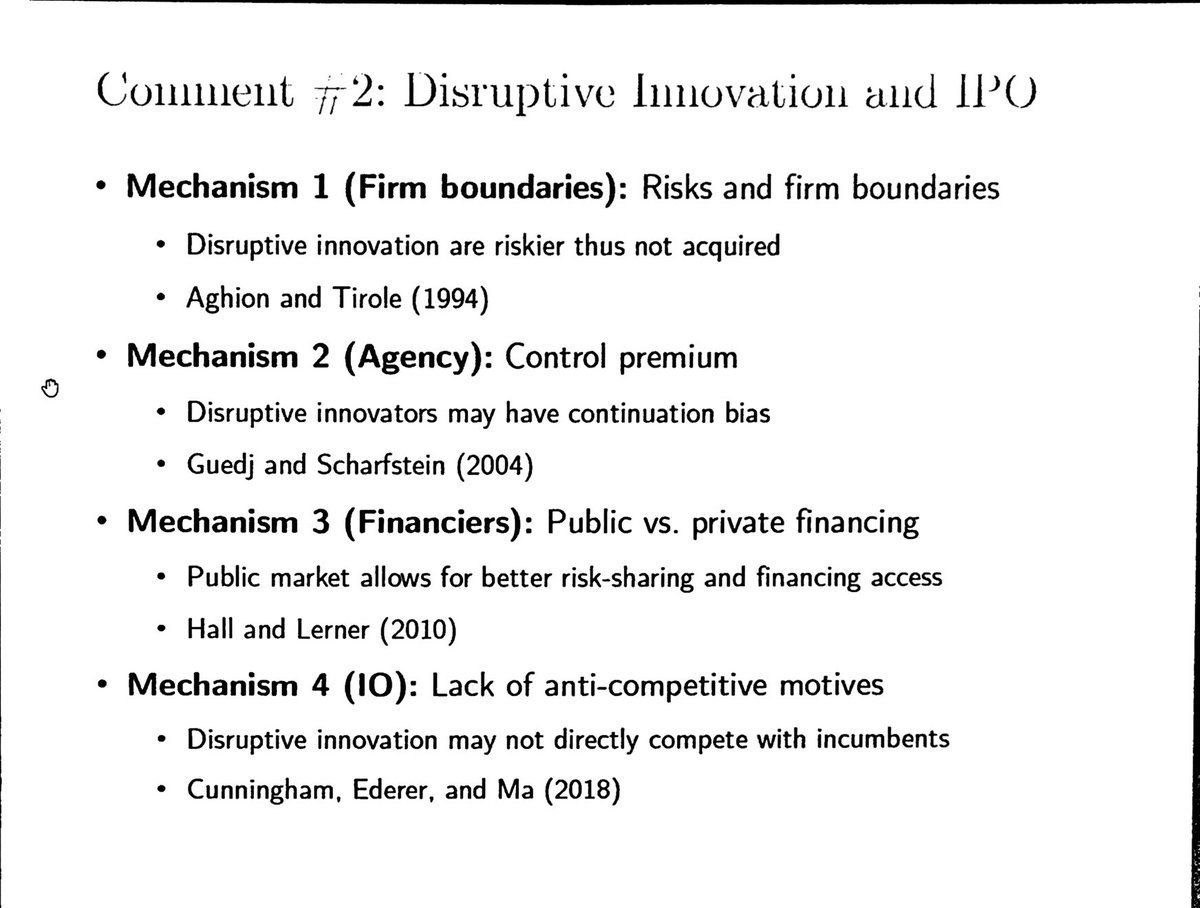 Comment #2: Disruptive Innovation and IPO
• Mechanism 1 (Firm boundaries): Risks and firm boundaries
• Disruptive innovation are riskier thus not acquired
• Aghion and Tirole (1994)
• Mechanism 2 (Agency): Control premium
• Disruptive innovators may have continuation bias
• Guedj and Scharfstein (2004)
• Mechanism 3 (Financiers): Public vs. private financing
• Public market allows for better risk-sharing and financing access
• Hall and Lerner (2010)
• Mechanism 4 (IO): Lack of anti-competitive motives
• Disruptive innovation may not directly compete with incumbents
• Cunningham, Ederer, and Ma (2018)